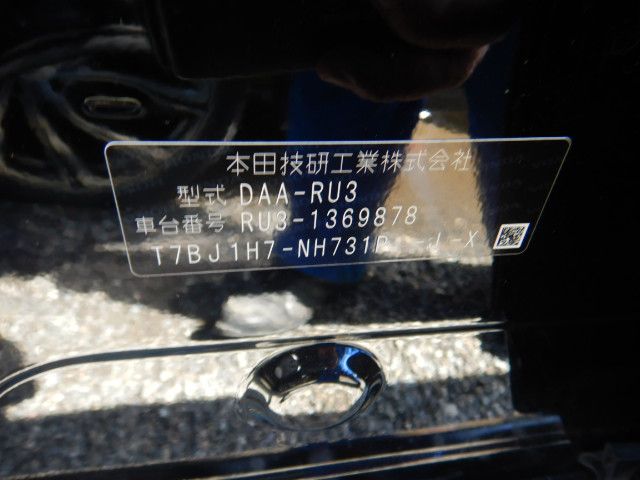 本田技研工業株式会社
型式 DAA-RU3
車台番号 RU3-1369878
T7BJ1H7-NH731P -J -X